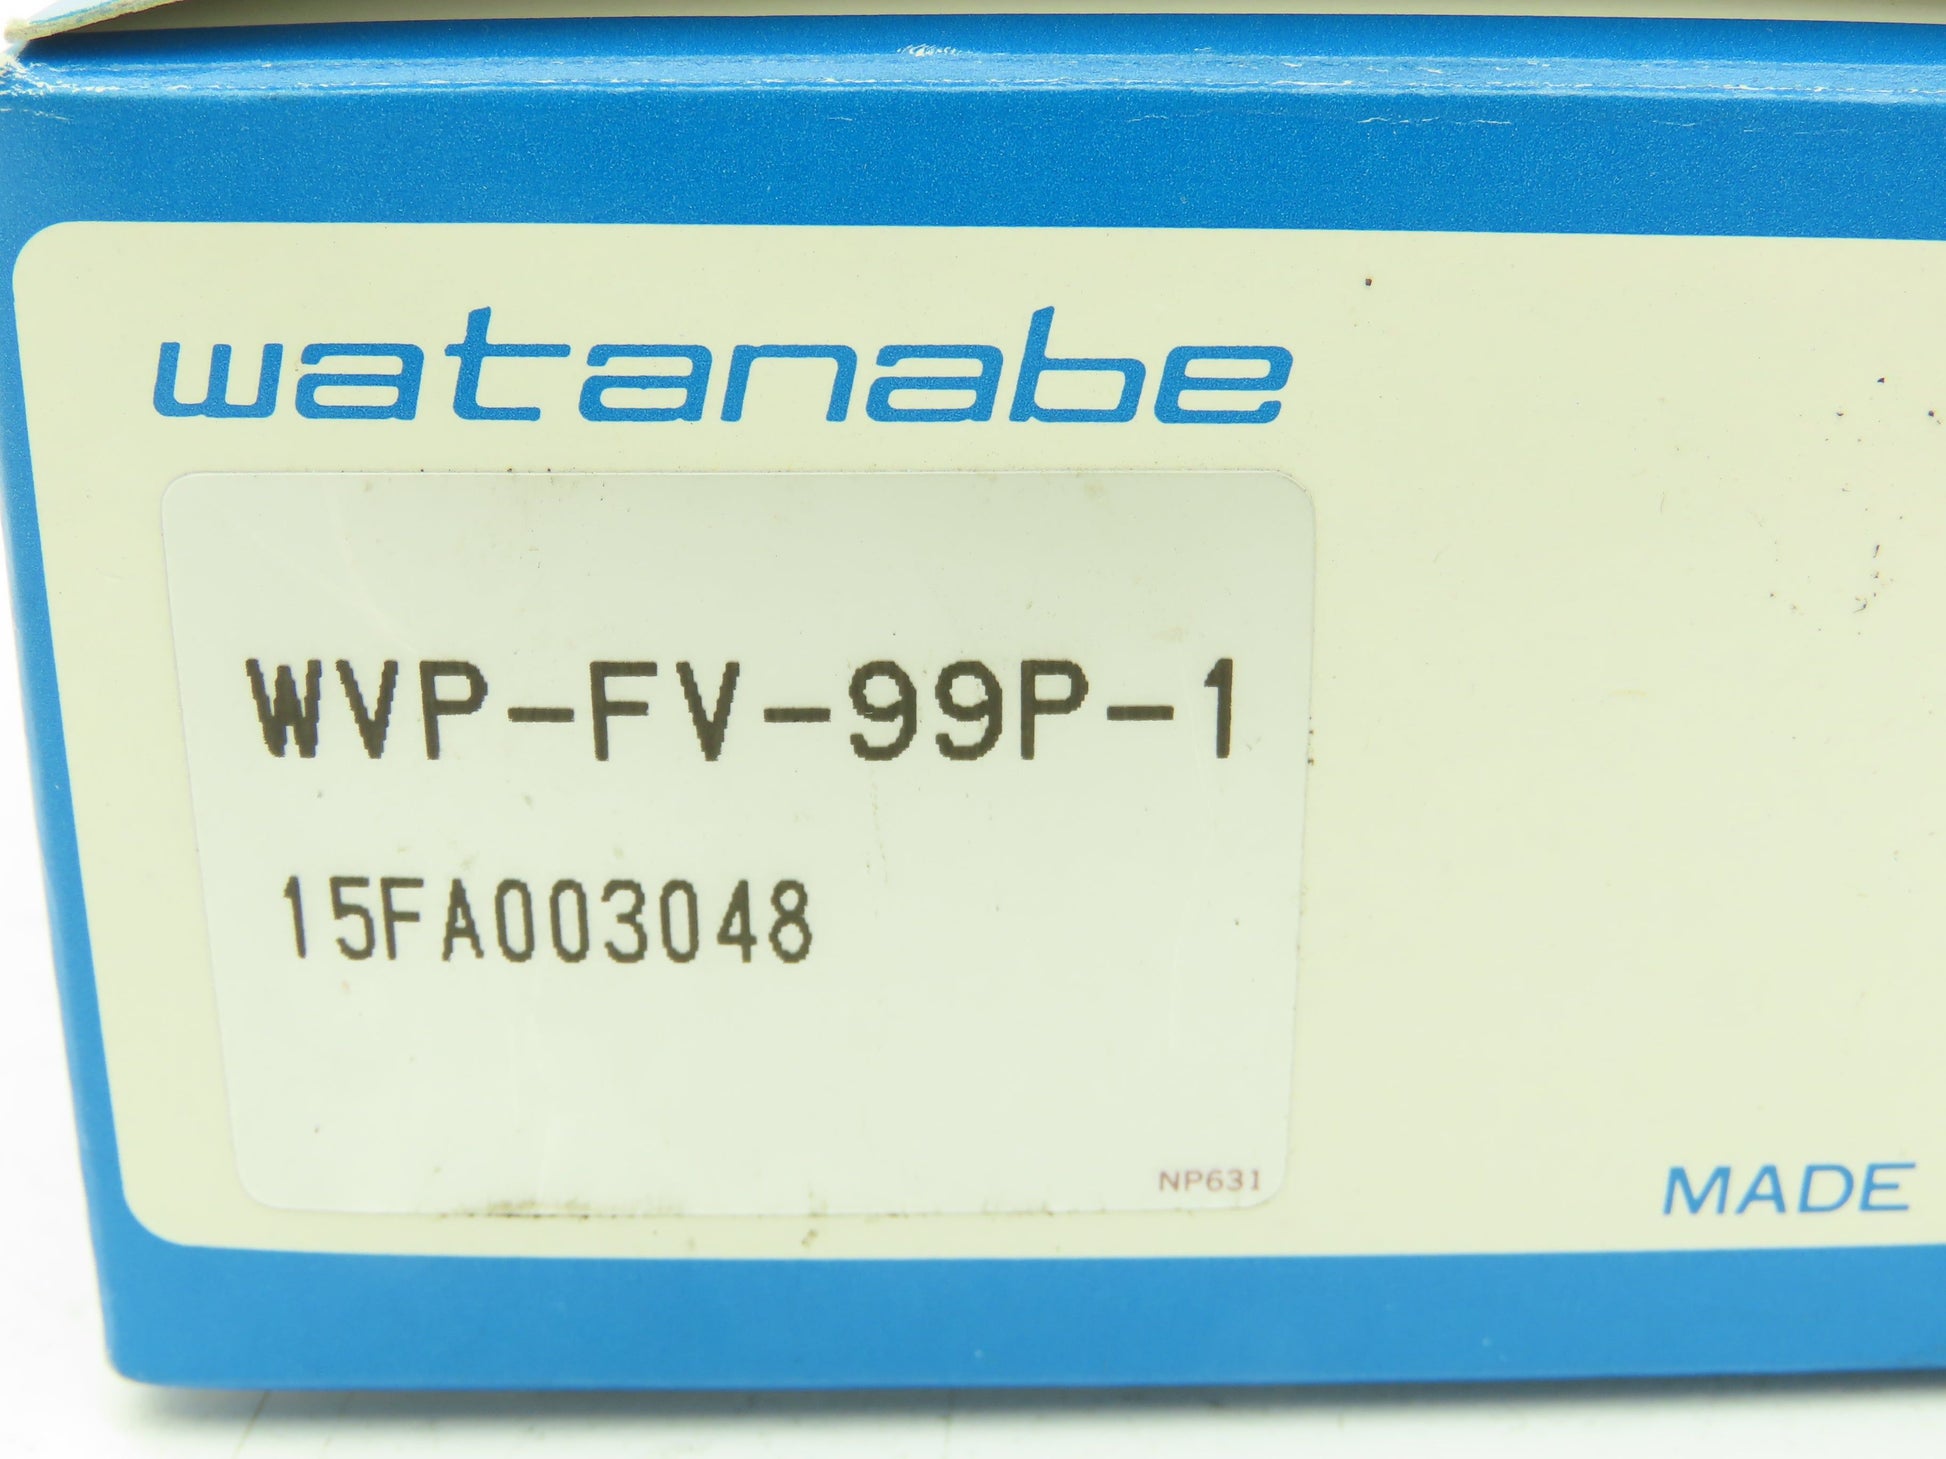 watanabe
WVP-FV-99P-1
15FA003048
NP631
MADE